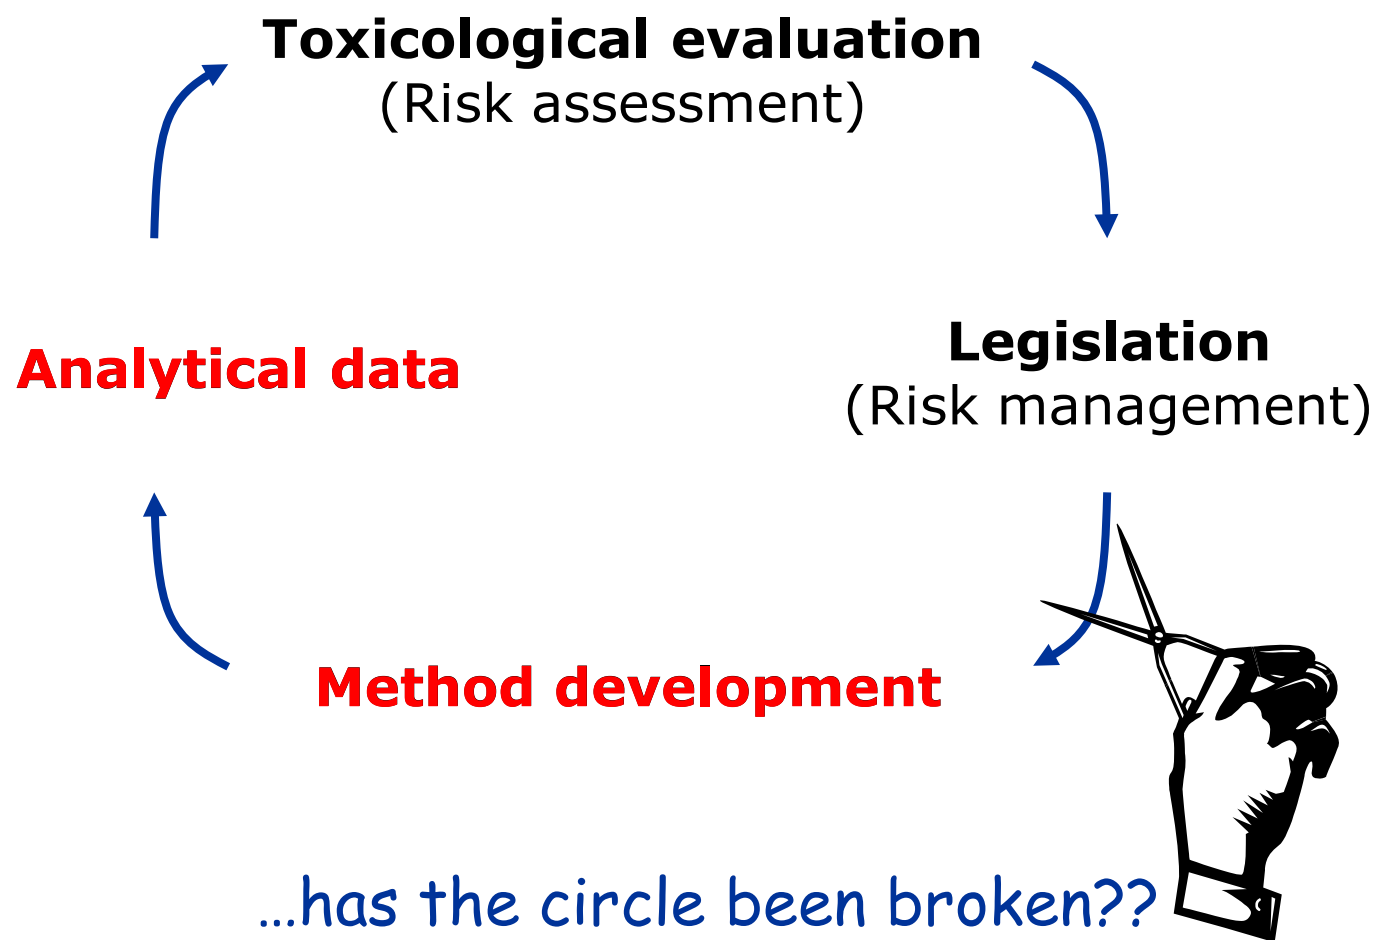 Toxicological evaluation
(Risk assessment)
Legislation
(Risk management)
Analytical data
Method development
...has the circle been broken??